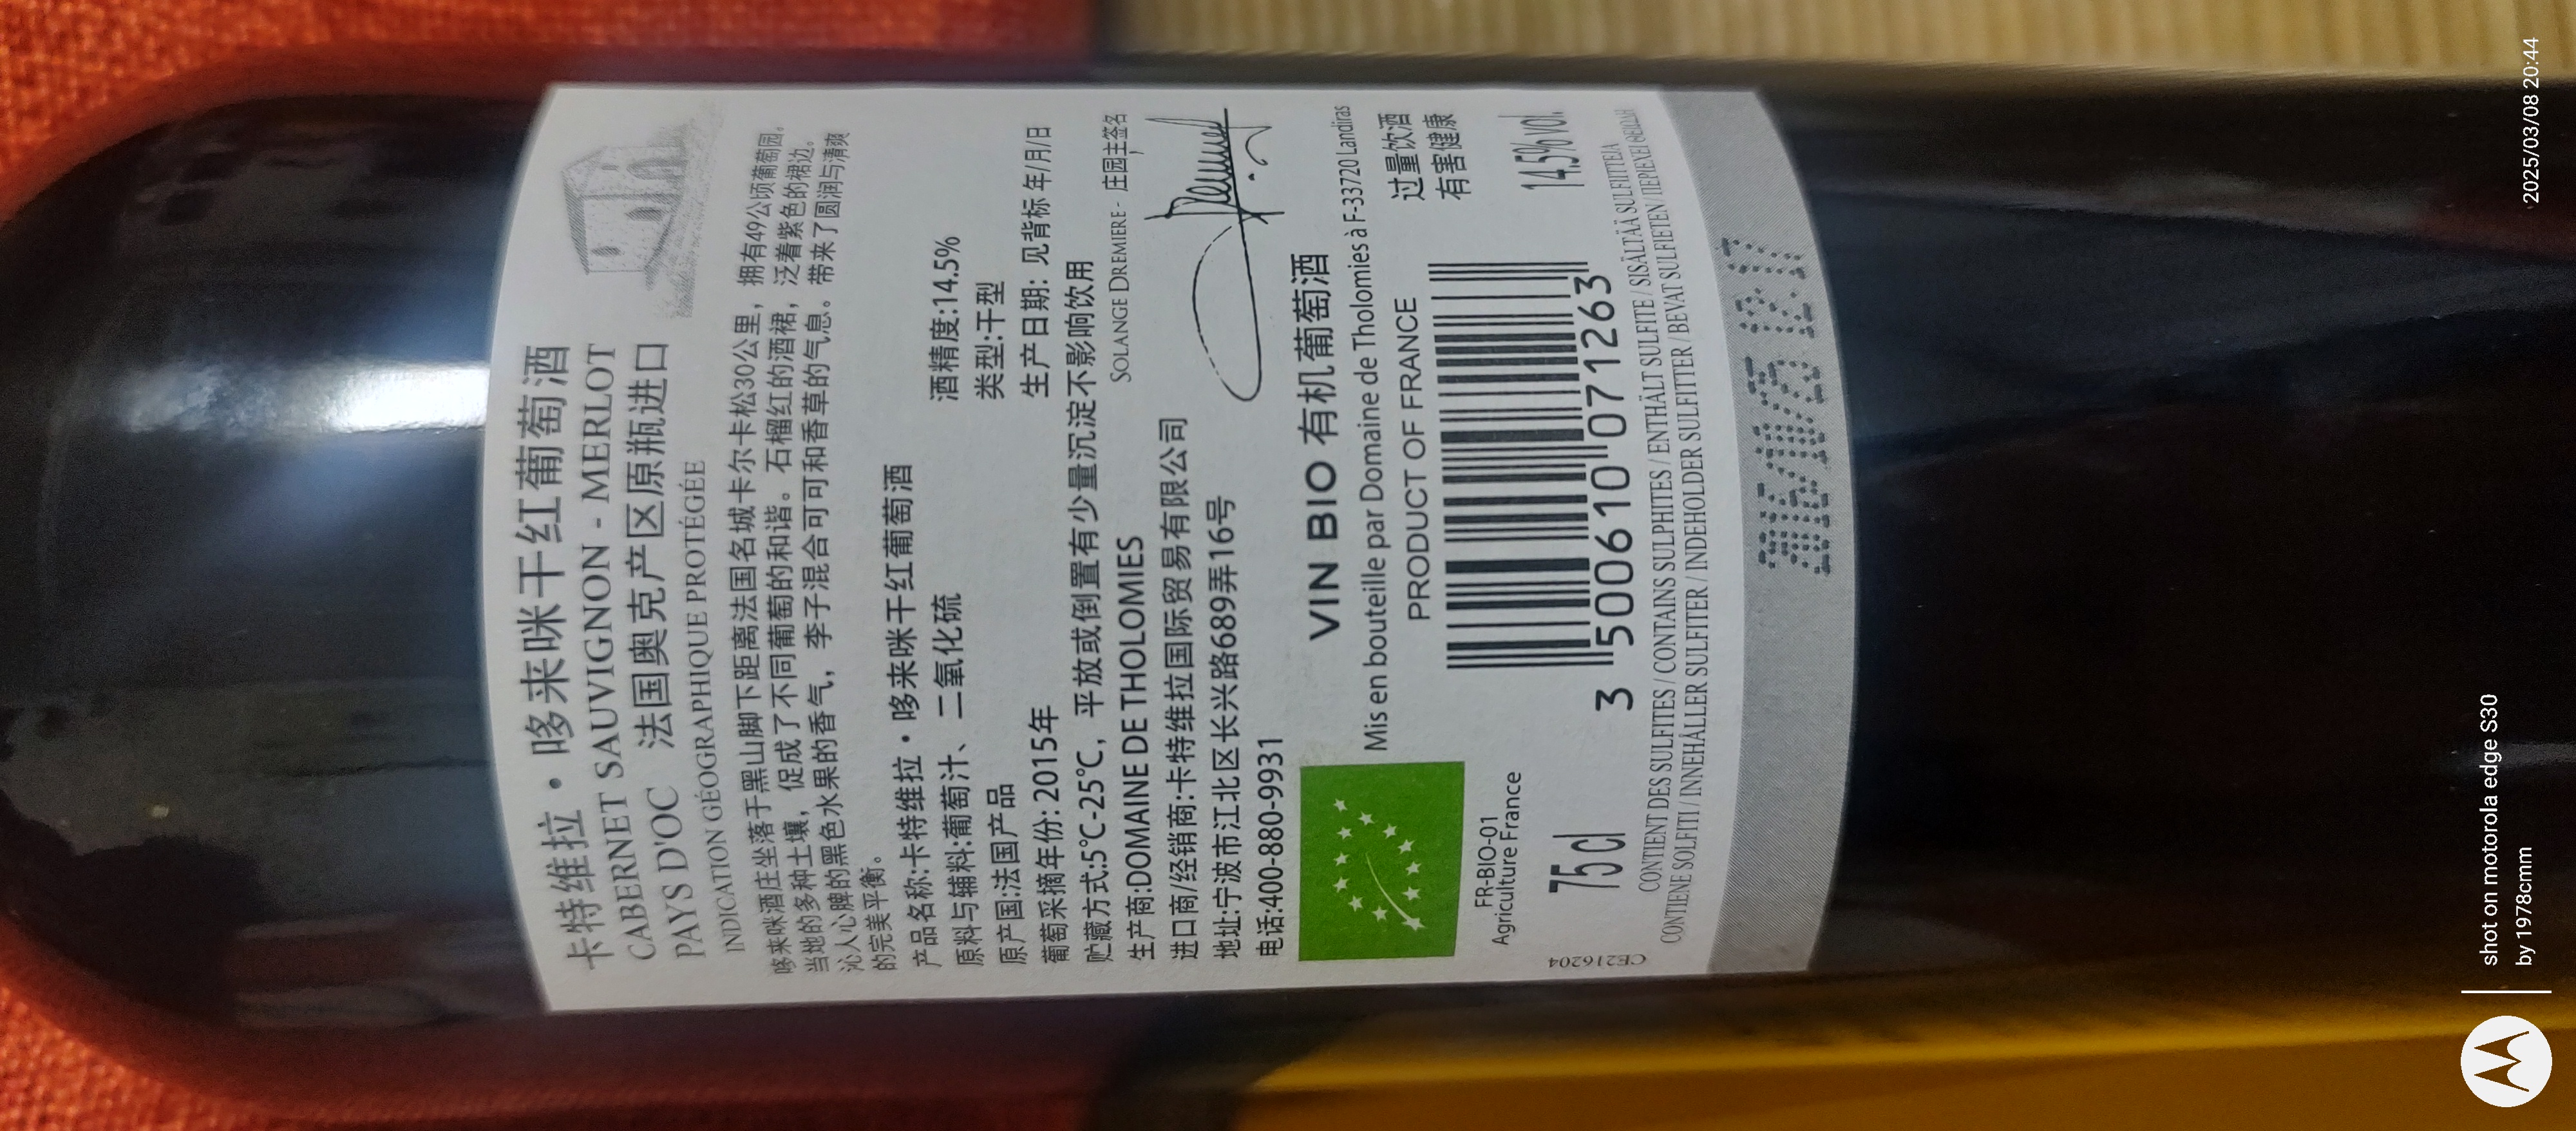 卡特维拉·哆来咪干红葡萄酒
CABERNET SAUVIGNON - MERLOT
PAYS D'OC 法国奥克产区原瓶进口
INDICATION GÉOGRAPHIQUE PROTÉGÉE
哆来咪酒庄坐落于黑山脚下距离法国名城卡尔卡松30公里，拥有49公顷葡萄园。
当地的多种土壤，促成了不同葡萄的和谐。石榴红的酒裙，泛着紫色的裙边。
沁人心脾的黑色水果的香气，李子混合可可和香草的气息。带来了圆润与清爽
的完美平衡。
产品名称:卡特维拉·哆来咪干红葡萄酒
原料与辅料:葡萄汁、二氧化硫 酒精度:14.5%
原产国:法国产品 类型:干型
葡萄采摘年份: 2015年 生产日期: 见背标 年/月/日
贮藏方式:5℃-25℃，平放或倒置有少量沉淀不影响饮用
生产商:DOMAINE DE THOLOMIES SOLANGE DREMIERE - 庄园主签名
进口商/经销商:卡特维拉国际贸易有限公司
地址:宁波市江北区长兴路689弄16号
电话:400-880-9931
VIN BIO 有机葡萄酒
Mis en bouteille par Domaine de Tholomies à F-33720 Landiras
PRODUCT OF FRANCE
过量饮酒
有害健康
FR-BIO-01
Agriculture France
75 cl
3 500610 071263
14.5% vol.
CONTIENT DES SULFITES / CONTAINS SULPHITES / ENTHÄLT SULFITE / SISÄLTÄÄ SULFIITTEJA
CONTIENE SOLFITI / INNEHÅLLER SULFITER / INDEHOLDER SULFITTER / BEVAT SULFIETEN / ΠΕΡΙΕΧΕΙ ΘΕΙΩΔΗ
CE216204
shot on motorola edge S30
by 1978cmm
2025/03/08 20:44